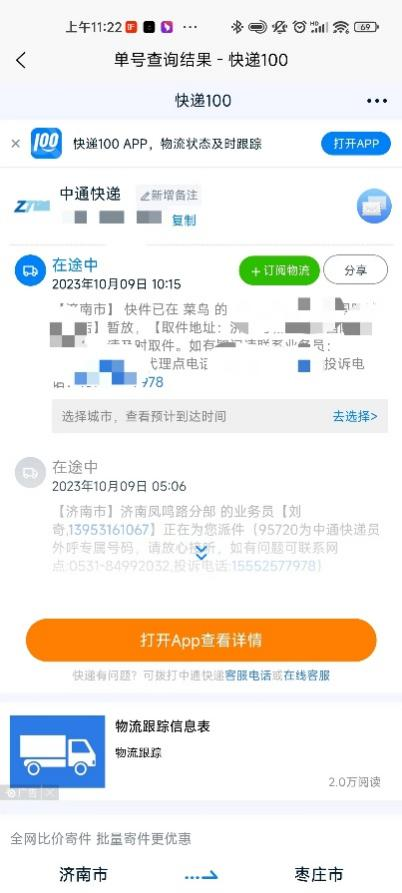 上午11:22
69
单号查询结果 - 快递100
快递100
100
快递100 APP，物流状态及时跟踪
打开APP
中通快递
新增备注
复制
在途中
+订阅物流
分享
2023年10月09日 10:15
【济南市】 快件已在 菜鸟 的
】暂放，【取件地址：济
请及时取件。如有疑问请联系业务员：
代理点电话
投诉电
978
选择城市，查看预计到达时间
去选择>
在途中
2023年10月09日 05:06
【济南市】济南凤鸣路分部 的业务员【刘
奇,13953161067】正在为您派件（95720为中通快递员
外呼专属号码，请放心接听，如有问题可联系网
点:0531-84992032,投诉电话:15552577978）
打开App查看详情
快递有问题？可拨打中通快递客服电话或在线客服
物流跟踪信息表
物流跟踪
2.0万阅读
广告
全网比价寄件 批量寄件更优惠
济南市
枣庄市